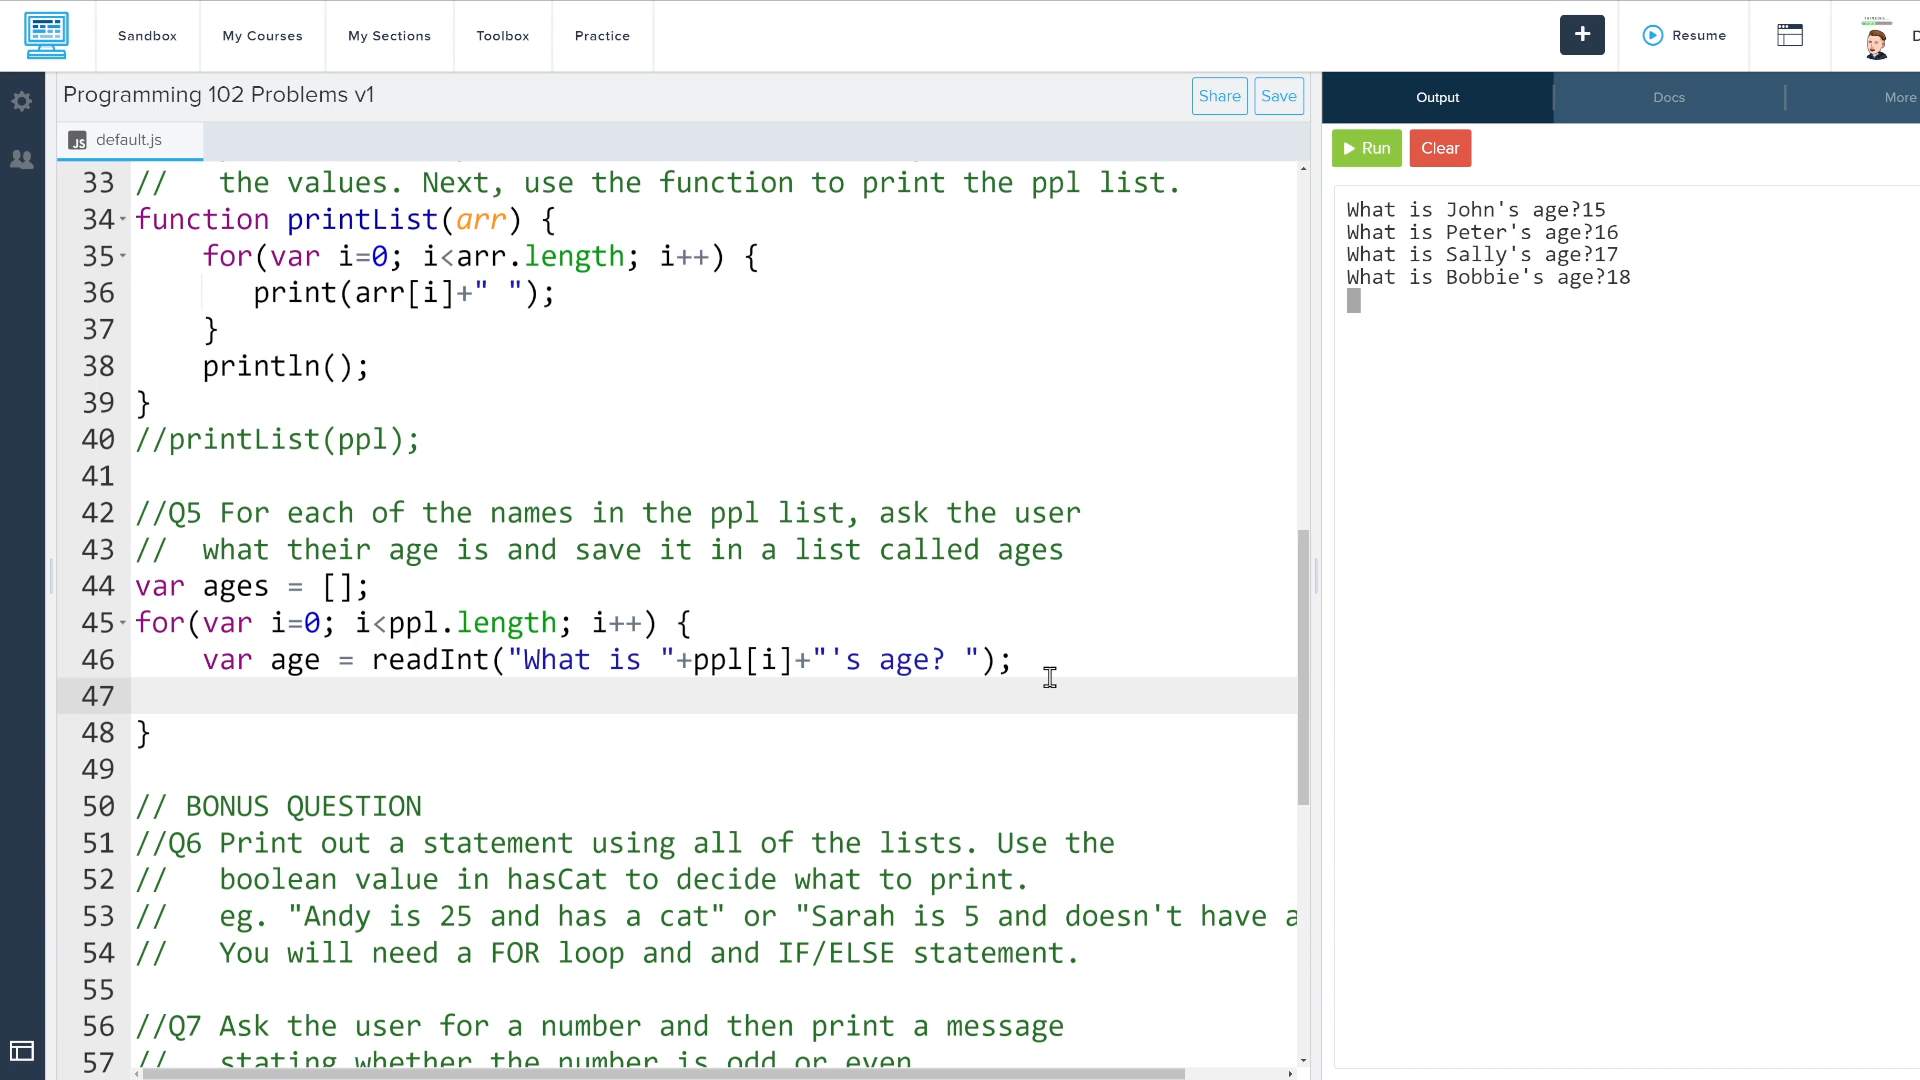 Sandbox My Courses My Sections Toolbox Practice + Resume
Programming 102 Problems v1 Share Save Output Docs More
JS default.js
Run Clear
33 //   the values. Next, use the function to print the ppl list.
34 function printList(arr) {
35     for(var i=0; i<arr.length; i++) {
36        print(arr[i]+" ");
37     }
38     println();
39 }
40 //printList(ppl);
41
42 //Q5 For each of the names in the ppl list, ask the user
43 //  what their age is and save it in a list called ages
44 var ages = [];
45 for(var i=0; i<ppl.length; i++) {
46     var age = readInt("What is "+ppl[i]+"'s age? ");
47
48 }
49
50 // BONUS QUESTION
51 //Q6 Print out a statement using all of the lists. Use the
52 //   boolean value in hasCat to decide what to print.
53 //   eg. "Andy is 25 and has a cat" or "Sarah is 5 and doesn't have a
54 //   You will need a FOR loop and and IF/ELSE statement.
55
56 //Q7 Ask the user for a number and then print a message
57 //   stating whether the number is odd or even
What is John's age?15
What is Peter's age?16
What is Sally's age?17
What is Bobbie's age?18